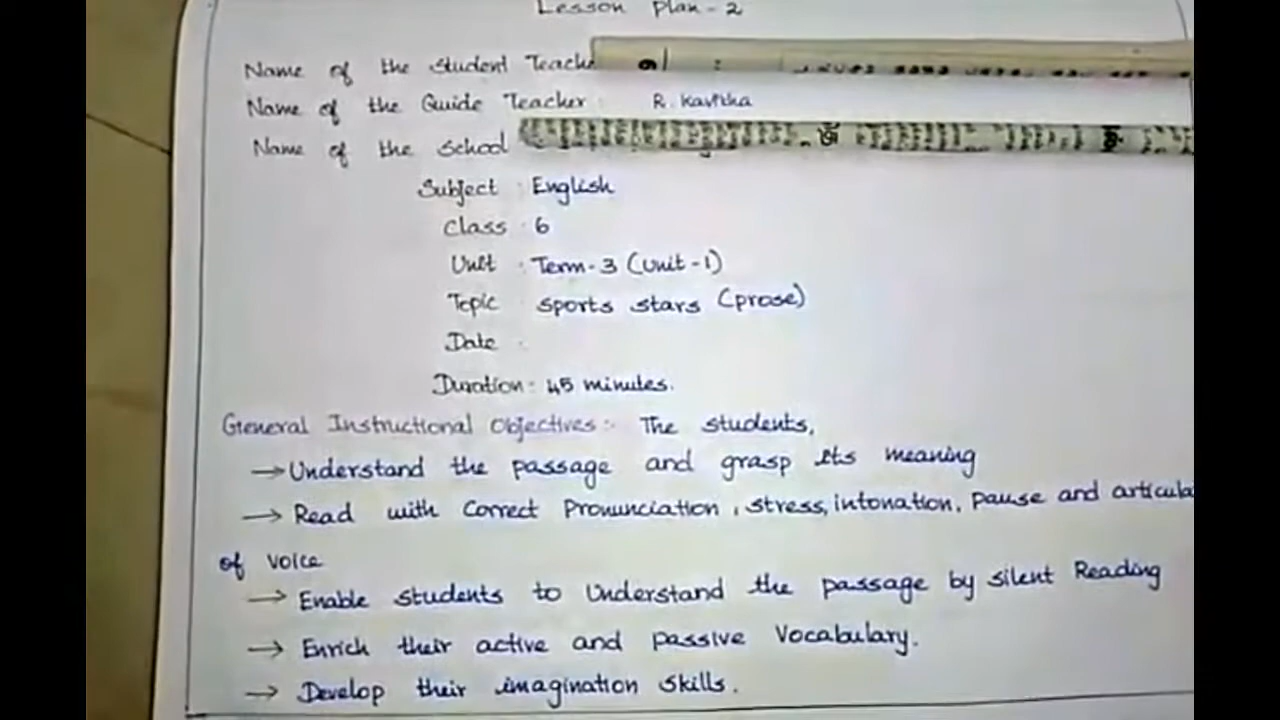 Lesson Plan - 2
Name of the Student Teache
Name of the Guide Teacher : R. Kavitha
Name of the School
Subject : English
Class : 6
Unit : Term - 3 (Unit - 1)
Topic : Sports stars (prose)
Date :
Duration : 45 minutes.
General Instructional Objectives :- The students,
→ Understand the passage and grasp its meaning
→ Read with Correct Pronunciation, stress, intonation, pause and articula
of voice
→ Enable students to Understand the passage by silent Reading
→ Enrich their active and passive Vocabulary.
→ Develop their imagination skills.